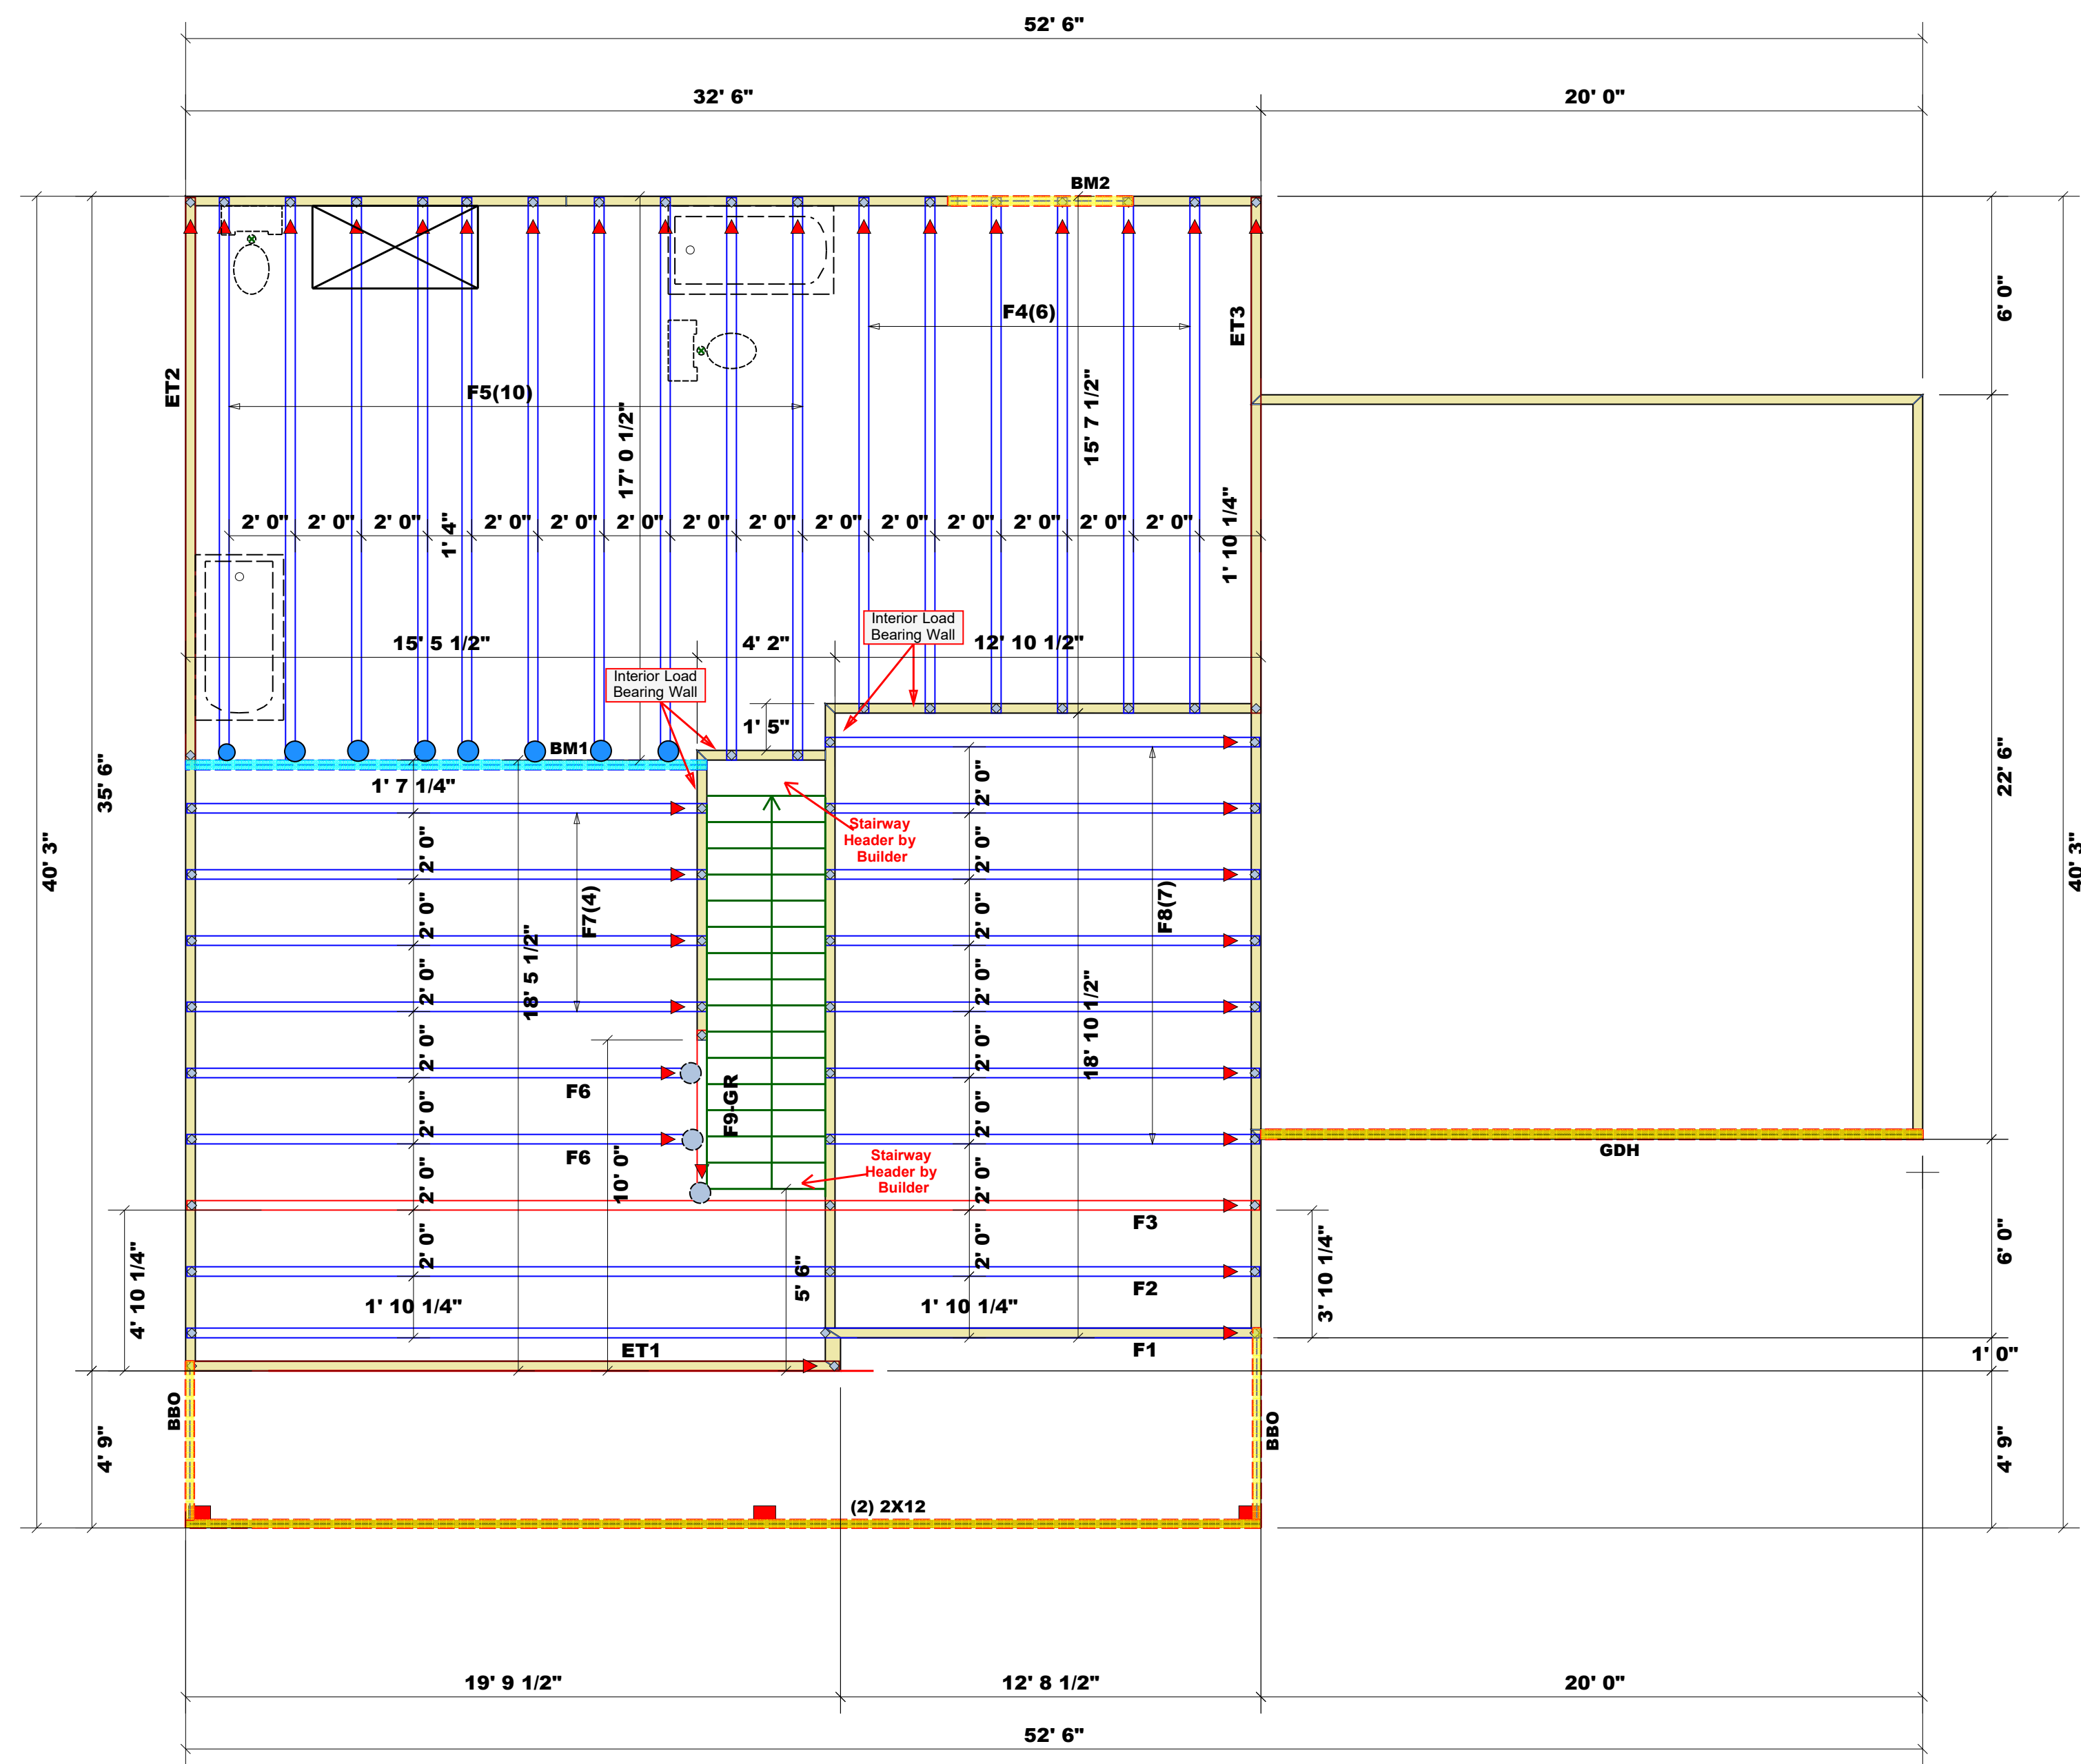 52' 6"
32' 6"
20' 0"
BM2
6' 0"
ET3
F4(6)
ET2
F5(10)
15' 7 1/2"
17' 0 1/2"
2' 0"
2' 0"
2' 0"
1' 4"
2' 0"
2' 0"
2' 0"
2' 0"
2' 0"
2' 0"
2' 0"
2' 0"
2' 0"
2' 0"
2' 0"
1' 10 1/4"
Interior Load
Bearing Wall
15' 5 1/2"
4' 2"
12' 10 1/2"
Interior Load
Bearing Wall
1' 5"
BM1
1' 7 1/4"
35' 6"
40' 3"
22' 6"
40' 3"
2' 0"
Stairway
Header by
Builder
2' 0"
2' 0"
2' 0"
2' 0"
2' 0"
2' 0"
2' 0"
F7(4)
F8(7)
18' 5 1/2"
18' 10 1/2"
2' 0"
2' 0"
2' 0"
2' 0"
2' 0"
2' 0"
2' 0"
2' 0"
F6
F9-GR
F6
GDH
10' 0"
Stairway
Header by
Builder
F3
4' 10 1/4"
5' 6"
3' 10 1/4"
6' 0"
F2
1' 10 1/4"
1' 10 1/4"
ET1
F1
1' 0"
BBO
BBO
4' 9"
4' 9"
(2) 2X12
19' 9 1/2"
12' 8 1/2"
20' 0"
52' 6"